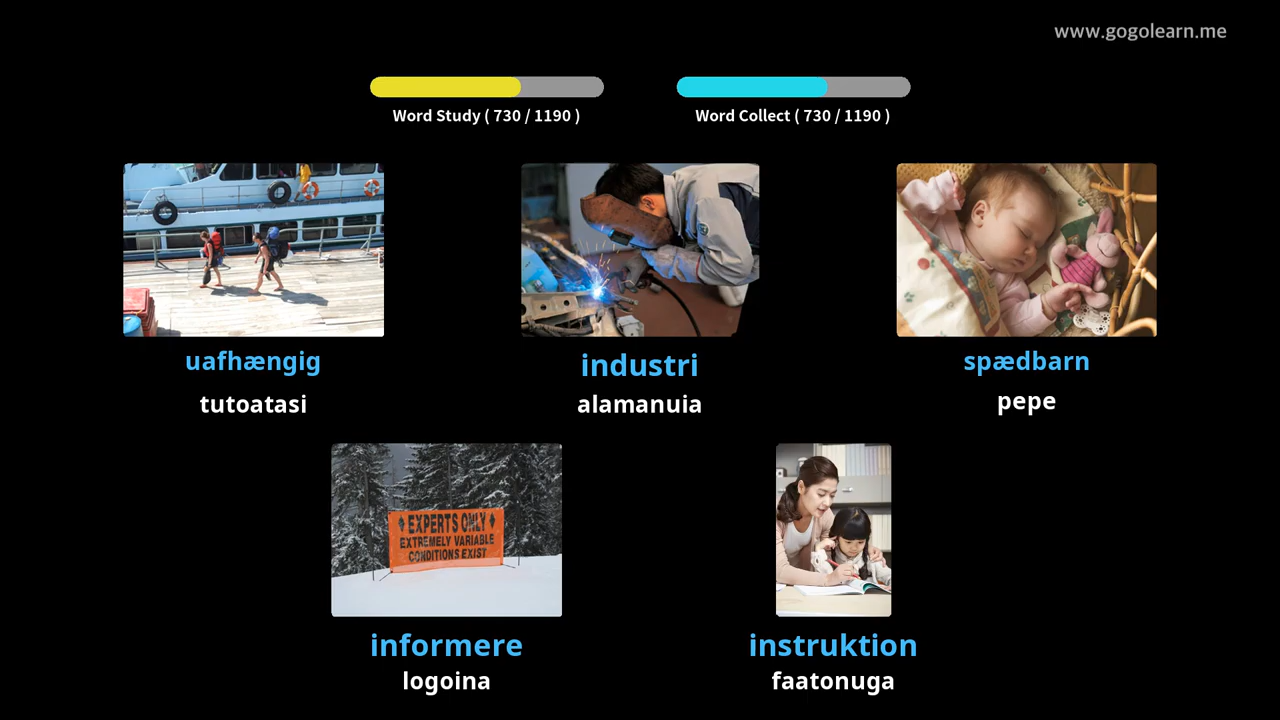 www.gogolearn.me
Word Study ( 730 / 1190 )
Word Collect ( 730 / 1190 )
uafhængig
tutoatasi
industri
alamanuia
spædbarn
pepe
EXPERTS ONLY
EXTREMELY VARIABLE
CONDITIONS EXIST
informere
logoina
instruktion
faatonuga